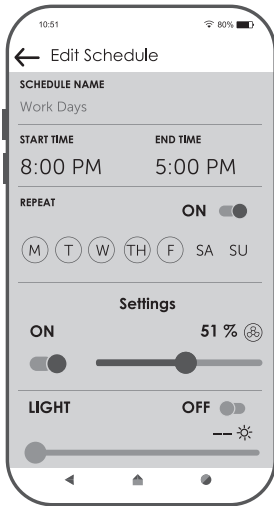 10:51 80%
Edit Schedule
SCHEDULE NAME
Work Days
START TIME END TIME
8:00 PM 5:00 PM
REPEAT
ON
M T W TH F SA SU
Settings
ON 51 %
LIGHT OFF
--